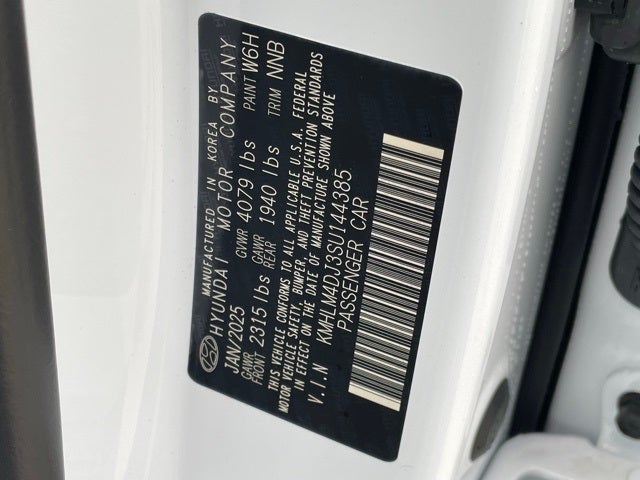 MANUFACTURED IN KOREA BY
HYUNDAI MOTOR COMPANY
JAN/2025 GVWR 4079 lbs PAINT W6H
GAWR FRONT 2315 lbs GAWR REAR 1940 lbs TRIM NNB
THIS VEHICLE CONFORMS TO ALL APPLICABLE U.S.A. FEDERAL
MOTOR VEHICLE SAFETY, BUMPER, AND THEFT PREVENTION STANDARDS
IN EFFECT ON THE DATE OF MANUFACTURE SHOWN ABOVE
V.I.N KMHLM4DJ3SU144385
PASSENGER CAR